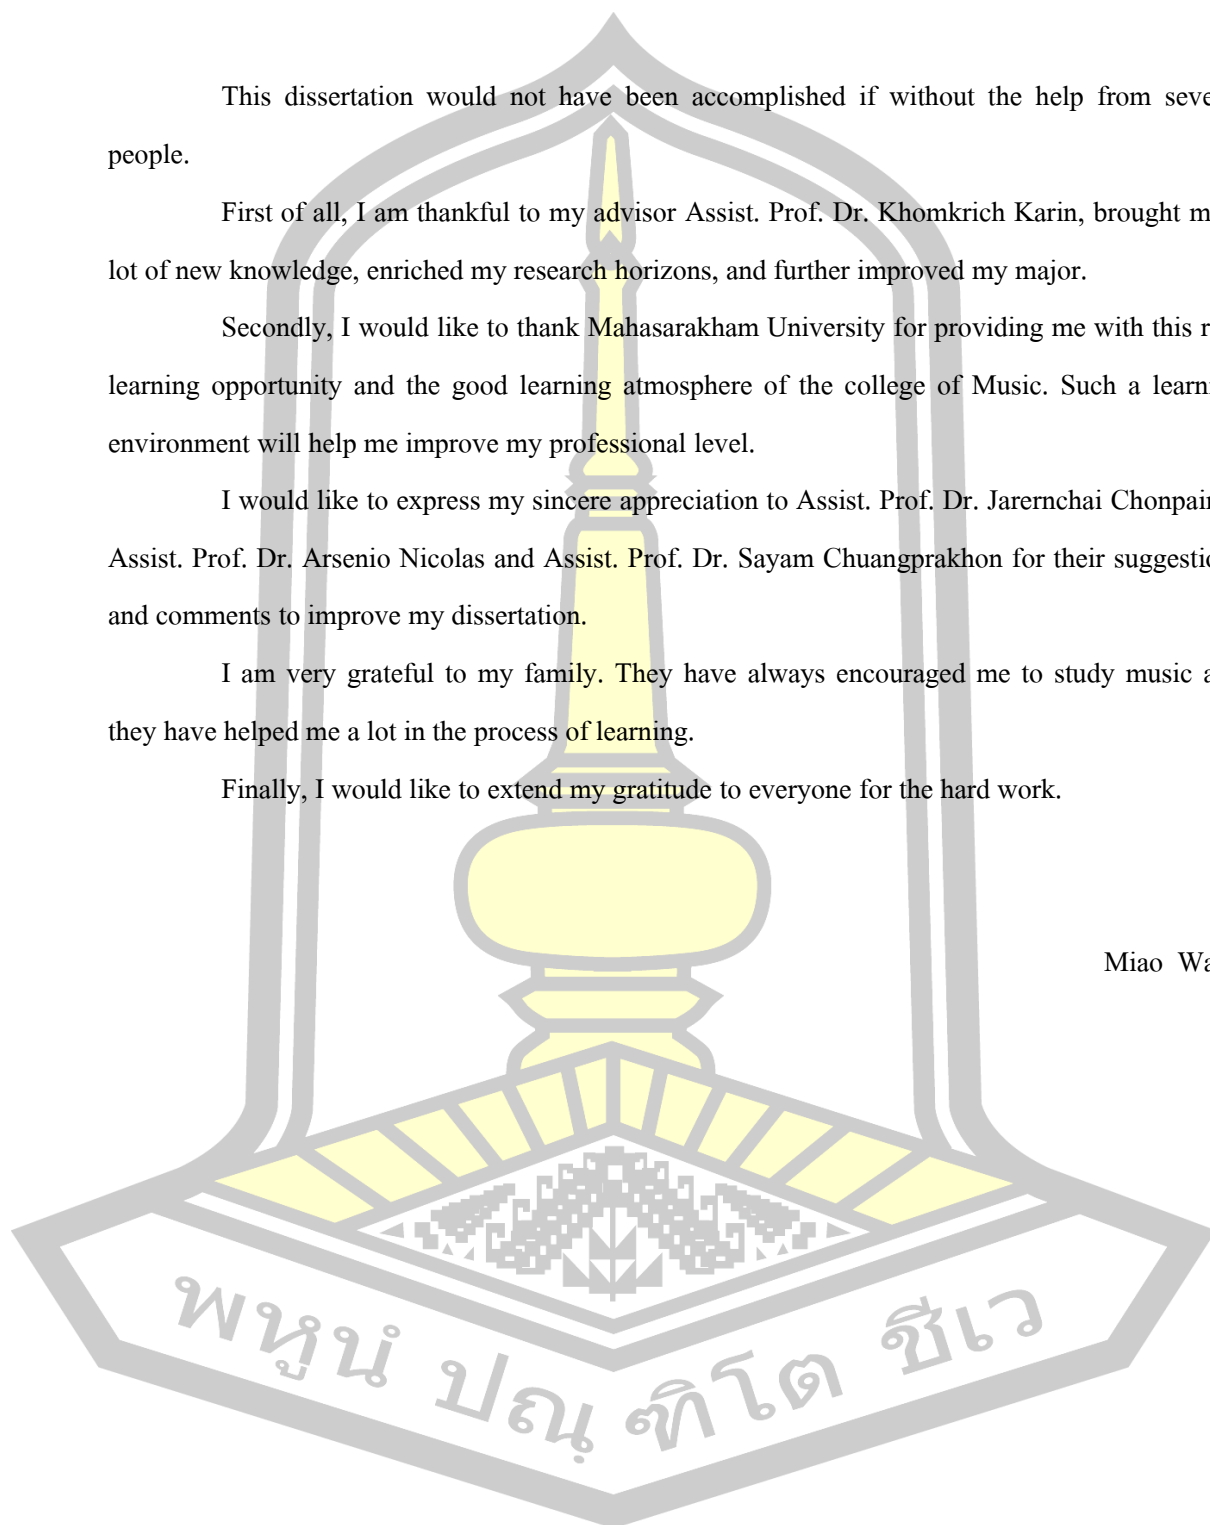 This dissertation would not have been accomplished if without the help from seve
people.
First of all, I am thankful to my advisor Assist. Prof. Dr. Khomkrich Karin, brought m
lot of new knowledge, enriched my research horizons, and further improved my major.
Secondly, I would like to thank Mahasarakham University for providing me with this r
learning opportunity and the good learning atmosphere of the college of Music. Such a learni
environment will help me improve my professional level.
I would like to express my sincere appreciation to Assist. Prof. Dr. Jarernchai Chonpair
Assist. Prof. Dr. Arsenio Nicolas and Assist. Prof. Dr. Sayam Chuangprakhon for their suggestio
and comments to improve my dissertation.
I am very grateful to my family. They have always encouraged me to study music a
they have helped me a lot in the process of learning.
Finally, I would like to extend my gratitude to everyone for the hard work.
Miao Wa
พหูนํ ปณฺฑิโต ชีเว